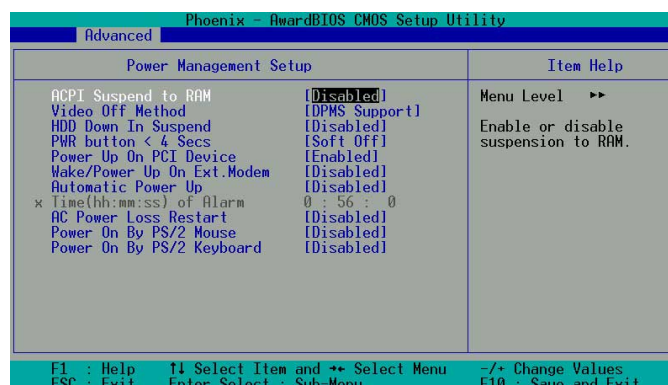 Phoenix - AwardBIOS CMOS Setup Utility
Advanced
Power Management Setup
Item Help
ACPI Suspend to RAM [Disabled]
Video Off Method [DPMS Support]
HDD Down In Suspend [Disabled]
PWR button < 4 Secs [Soft Off]
Power Up On PCI Device [Enabled]
Wake/Power Up On Ext.Modem [Disabled]
Automatic Power Up [Disabled]
x Time(hh:mm:ss) of Alarm 0 : 56 : 0
AC Power Loss Restart [Disabled]
Power On By PS/2 Mouse [Disabled]
Power On By PS/2 Keyboard [Disabled]
Menu Level ▸▸
Enable or disable
suspension to RAM.
F1 : Help ↑↓ Select Item and →← Select Menu -/+ Change Values
ESC : Exit Enter Select : Sub-Menu F10 : Save and Exit